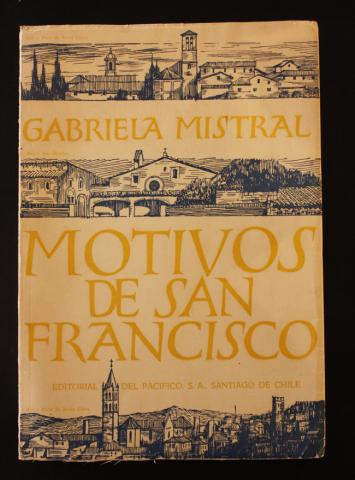 GABRIELA MISTRAL
MOTIVOS
DE SAN
FRANCISCO
EDITORIAL DEL PACIFICO, S. A. SANTIAGO DE CHILE